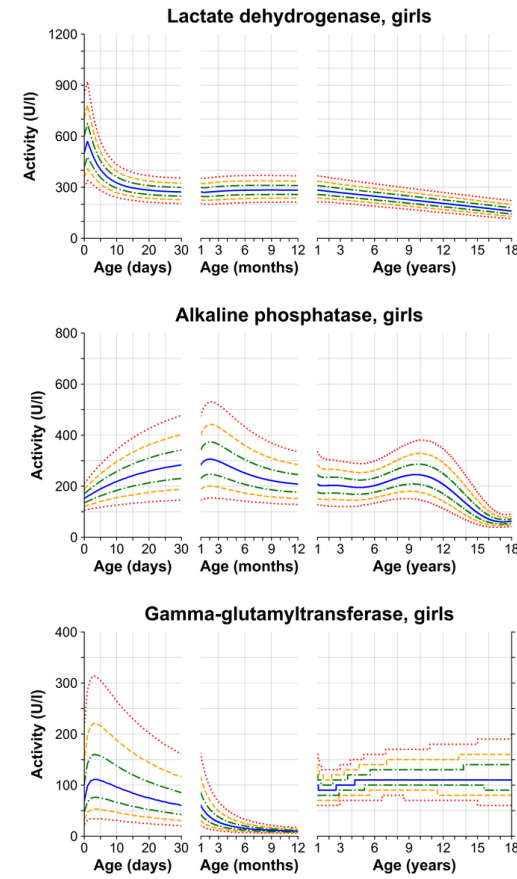 Lactate dehydrogenase, girls
1200
900
600
300
0
Activity (U/l)
0 10 20 30 1 3 6 9 12 1 3 6 9 12 15 18
Age (days) Age (months) Age (years)
Alkaline phosphatase, girls
800
600
400
200
0
Activity (U/l)
0 10 20 30 1 3 6 9 12 1 3 6 9 12 15 18
Age (days) Age (months) Age (years)
Gamma-glutamyltransferase, girls
400
300
200
100
0
Activity (U/l)
0 10 20 30 1 3 6 9 12 1 3 6 9 12 15 18
Age (days) Age (months) Age (years)